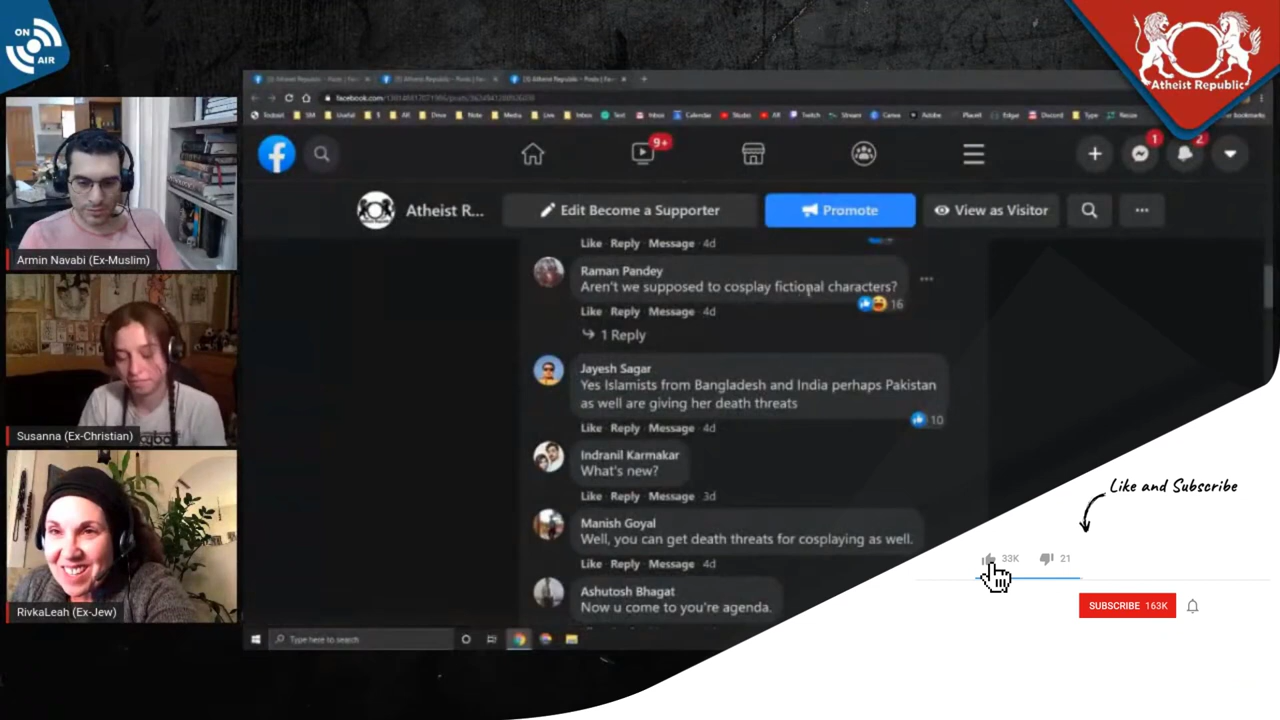 ON
AIR
Atheist Republic
facebook.com
Edit Become a Supporter
Promote
View as Visitor
Atheist R...
9+
1
2
Like Reply Message 4d
Raman Pandey
Aren't we supposed to cosplay fictional characters?
16
Like Reply Message 4d
1 Reply
Jayesh Sagar
Yes Islamists from Bangladesh and India perhaps Pakistan
as well are giving her death threats
10
Like Reply Message 4d
Indranil Karmakar
What's new?
Like Reply Message 3d
Manish Goyal
Well, you can get death threats for cosplaying as well.
Like Reply Message 4d
Ashutosh Bhagat
Now u come to you're agenda.
Type here to search
Armin Navabi (Ex-Muslim)
Susanna (Ex-Christian)
RivkaLeah (Ex-Jew)
Like and Subscribe
33K 21
SUBSCRIBE 163K